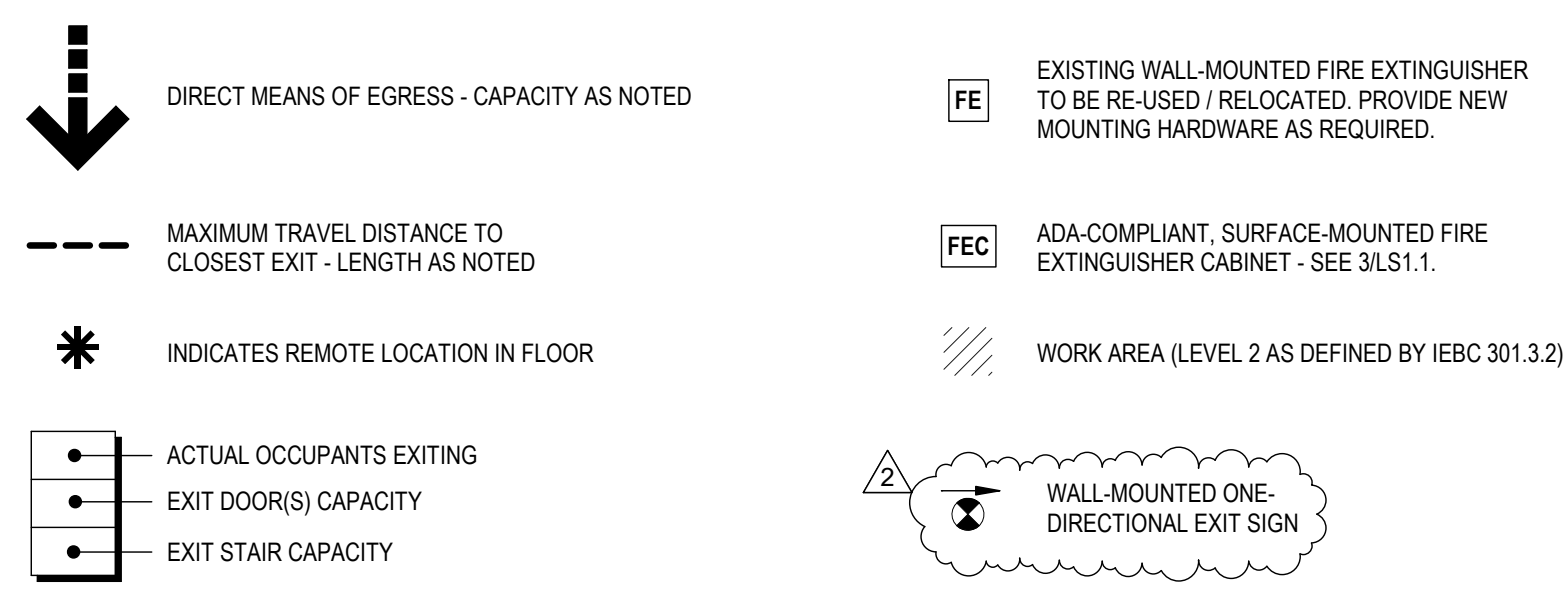 DIRECT MEANS OF EGRESS - CAPACITY AS NOTED
MAXIMUM TRAVEL DISTANCE TO
CLOSEST EXIT - LENGTH AS NOTED
INDICATES REMOTE LOCATION IN FLOOR
ACTUAL OCCUPANTS EXITING
EXIT DOOR(S) CAPACITY
EXIT STAIR CAPACITY
FE
EXISTING WALL-MOUNTED FIRE EXTINGUISHER
TO BE RE-USED / RELOCATED. PROVIDE NEW
MOUNTING HARDWARE AS REQUIRED.
FEC
ADA-COMPLIANT, SURFACE-MOUNTED FIRE
EXTINGUISHER CABINET - SEE 3/LS1.1.
WORK AREA (LEVEL 2 AS DEFINED BY IEBC 301.3.2)
2
WALL-MOUNTED ONE-
DIRECTIONAL EXIT SIGN